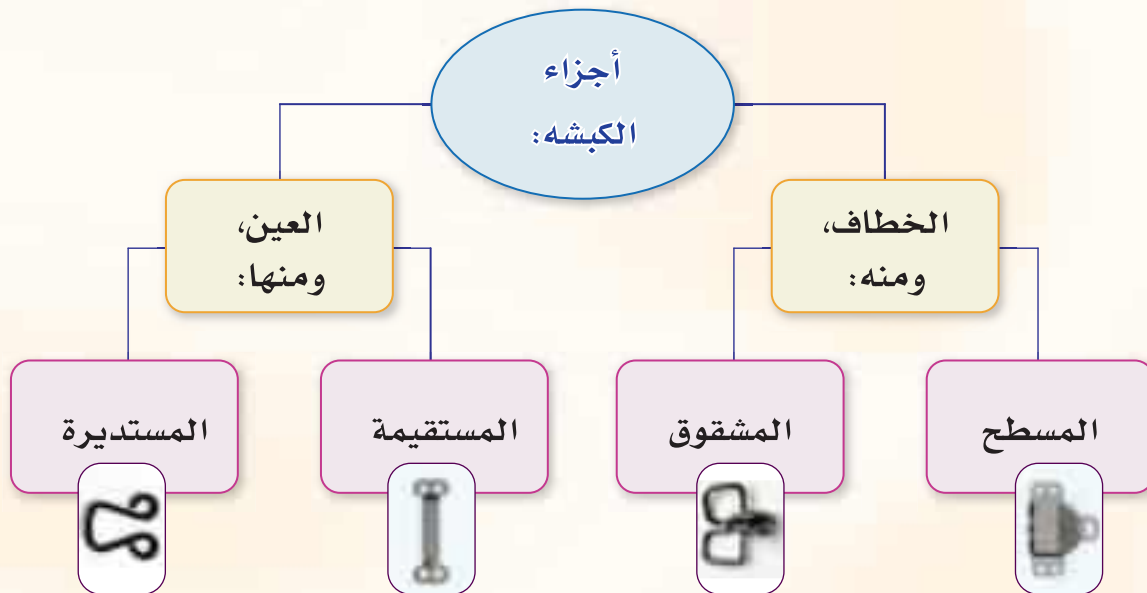 أجزاء
الكبشه:
الخطاف،
ومنه:
العين،
ومنها:
المسطح
المشقوق
المستقيمة
المستديرة